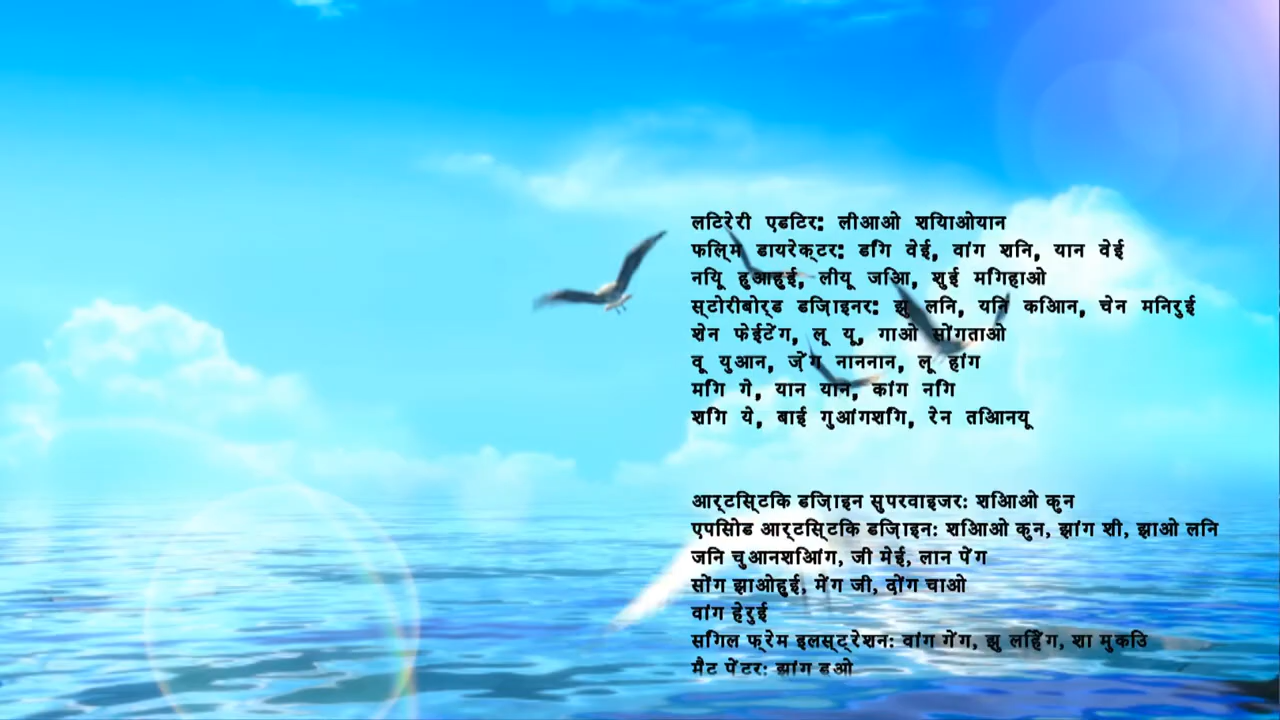 लटिरेरी एडटिर: लीआओ शयिाओयान
फलि्म डायरेक्टर: डगि वेई, वांग शनि, यान वेई
नयिू हुआहुई, लीयू जआि, शुई मगिहाओ
स्टोरीबोर्ड डजि़ाइनर: झु लनि, यनि कआिन, चेन मनिरुई
शेन फेईटेंग, लू यू, गाओ सोंगताओ
वू युआन, ज़ेंग नाननान, लू हांग
मगि गे, यान यान, कांग नगि
शगि ये, बाई गुआंगशगि, रेन तआिनयू
आर्टसि्टकि डजि़ाइन सुपरवाइजर: शआिओ कुन
एपसिोड आर्टसि्टकि डजि़ाइन: शआिओ कुन, झांग शी, झाओ लनि
जनि चुआनशआिंग, जी मेई, लान पेंग
सोंग झाओहुई, मेंग जी, दोंग चाओ
वांग हेरुई
सगिल फ्रेम इलस्ट्रेशन: वांग गेंग, झु लहिंग, शा मुकउि
मैट पेंटर: झांग डुओ